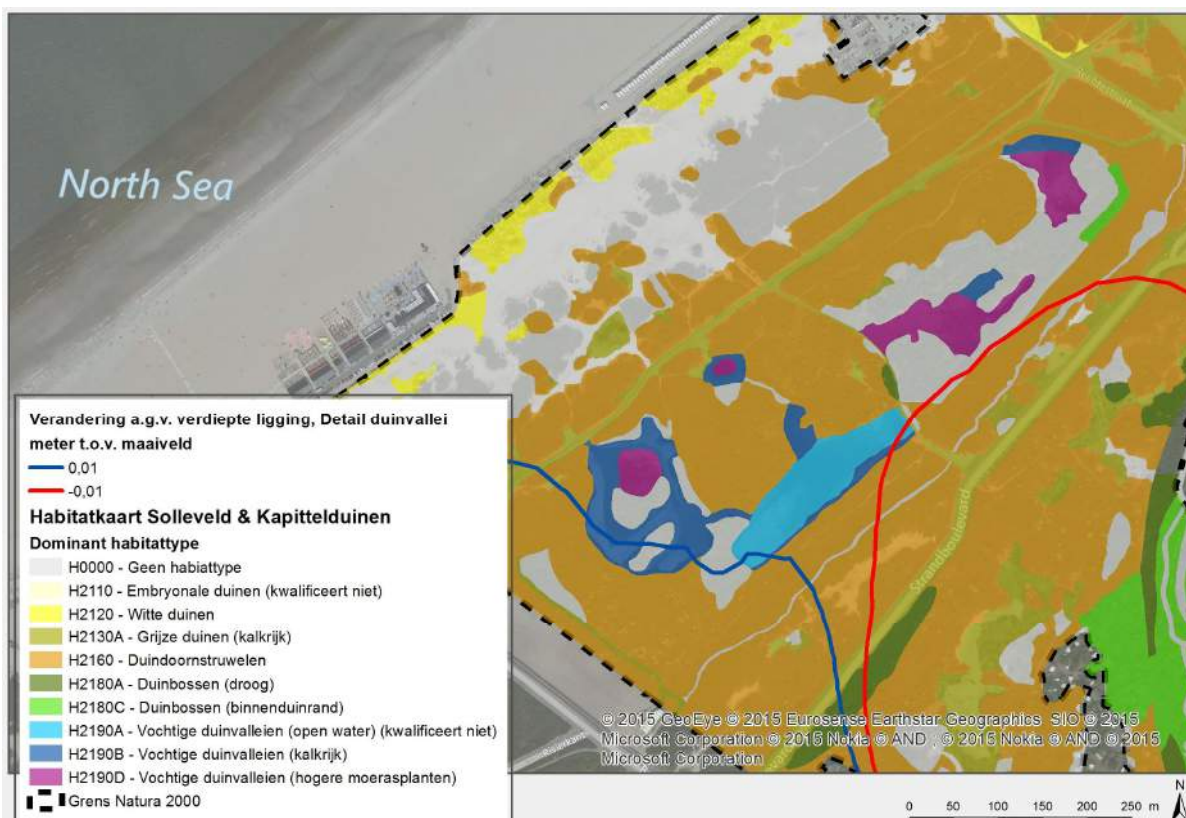 North Sea
Strandboulevard
Verandering a.g.v. verdiepte ligging, Detail duinvallei
meter t.o.v. maaiveld
0,01
-0,01
Habitatkaart Solleveld & Kapittelduinen
Dominant habitattype
H0000 - Geen habiattype
H2110 - Embryonale duinen (kwalificeert niet)
H2120 - Witte duinen
H2130A - Grijze duinen (kalkrijk)
H2160 - Duindoornstruwelen
H2180A - Duinbossen (droog)
H2180C - Duinbossen (binnenduinrand)
H2190A - Vochtige duinvalleien (open water) (kwalificeert niet)
H2190B - Vochtige duinvalleien (kalkrijk)
H2190D - Vochtige duinvalleien (hogere moerasplanten)
Grens Natura 2000
© 2015 GeoEye © 2015 Eurosense Earthstar Geographics SIO © 2015
Microsoft Corporation © 2015 Nokia © AND ; © 2015 Nokia © AND © 2015
Microsoft Corporation
N
0 50 100 150 200 250 m